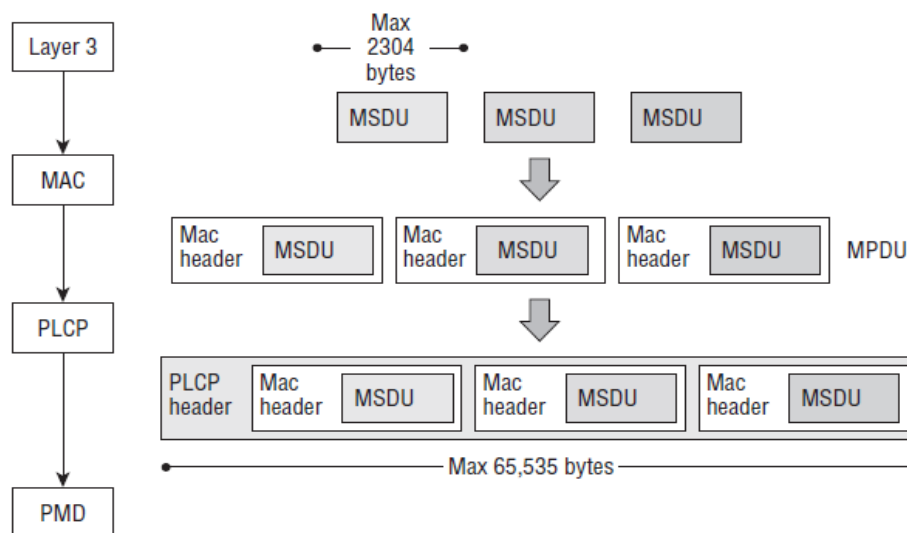 Layer 3
MAC
PLCP
PMD
Max
2304
bytes
MSDU MSDU MSDU
Mac
header
MSDU
Mac
header
MSDU
Mac
header
MSDU
MPDU
PLCP
header
Mac
header
MSDU
Mac
header
MSDU
Mac
header
MSDU
Max 65,535 bytes